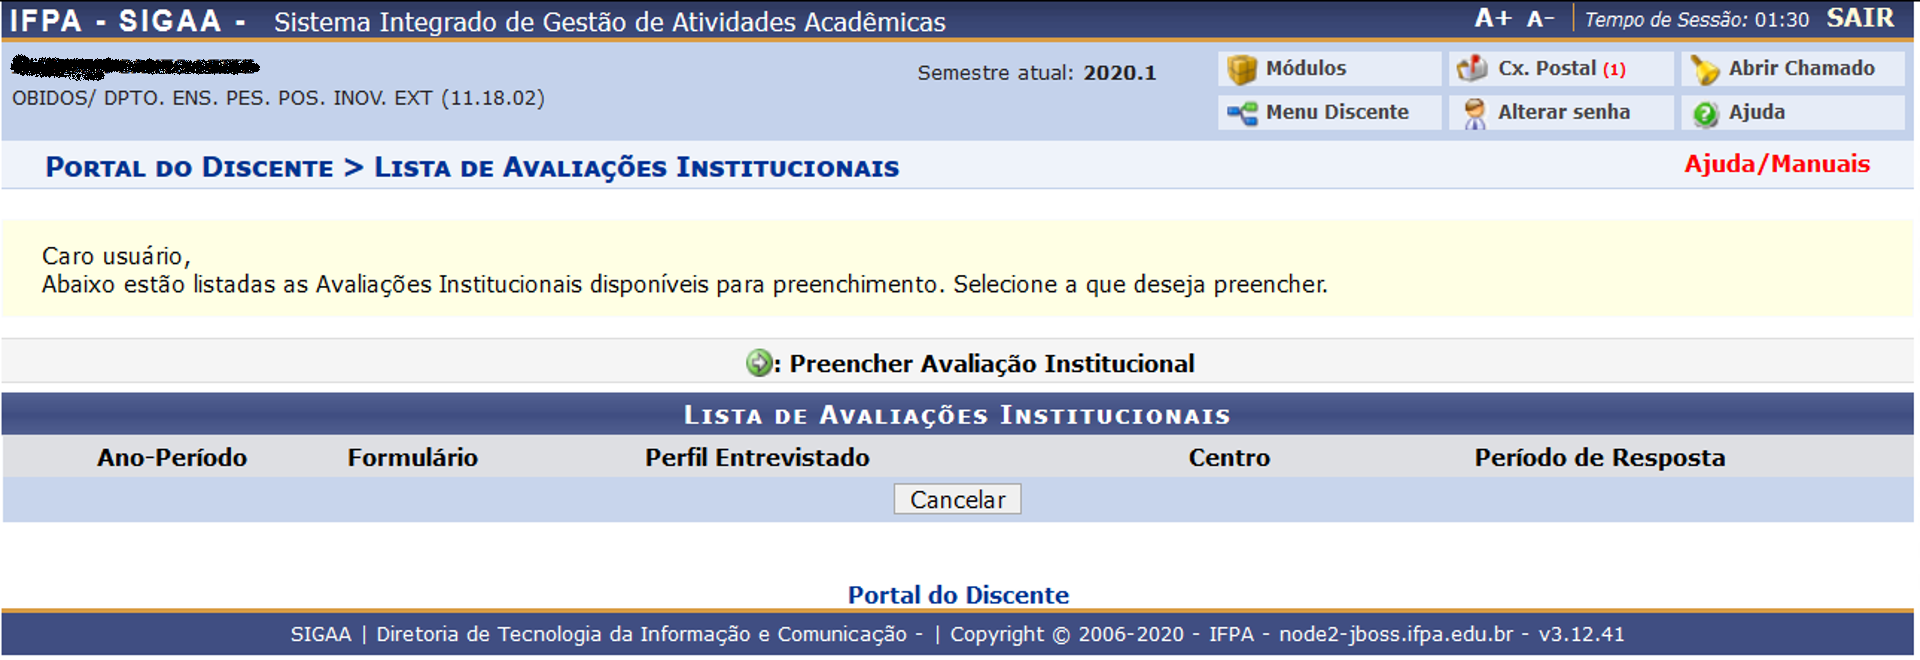 IFPA - SIGAA - Sistema Integrado de Gestão de Atividades Acadêmicas A+ A- Tempo de Sessão: 01:30 SAIR
Semestre atual: 2020.1 Módulos Cx. Postal (1) Abrir Chamado
OBIDOS/ DPTO. ENS. PES. POS. INOV. EXT (11.18.02) Menu Discente Alterar senha Ajuda
Portal do Discente > Lista de Avaliações Institucionais Ajuda/Manuais
Caro usuário,
Abaixo estão listadas as Avaliações Institucionais disponíveis para preenchimento. Selecione a que deseja preencher.
: Preencher Avaliação Institucional
Lista de Avaliações Institucionais
Ano-Período Formulário Perfil Entrevistado Centro Período de Resposta
Cancelar
Portal do Discente
SIGAA | Diretoria de Tecnologia da Informação e Comunicação - | Copyright © 2006-2020 - IFPA - node2-jboss.ifpa.edu.br - v3.12.41